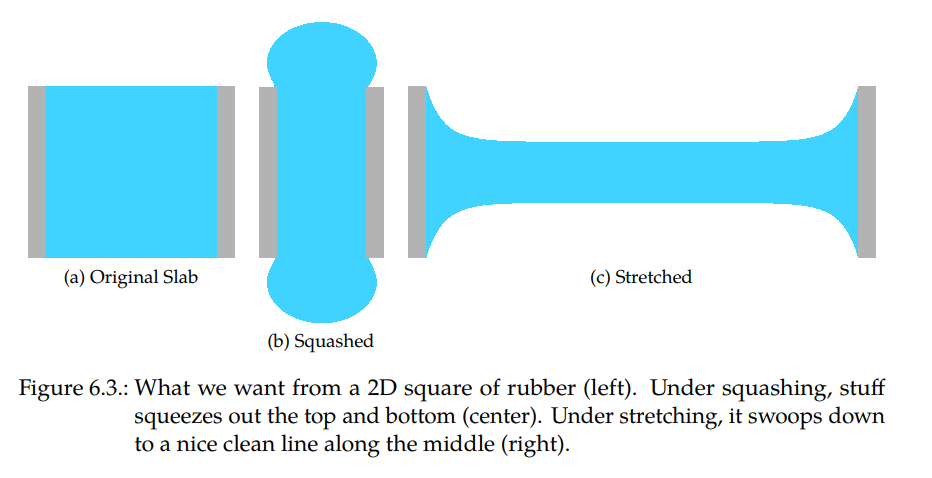 (a) Original Slab
(c) Stretched
(b) Squashed
Figure 6.3.: What we want from a 2D square of rubber (left). Under squashing, stuff
squeezes out the top and bottom (center). Under stretching, it swoops down
to a nice clean line along the middle (right).